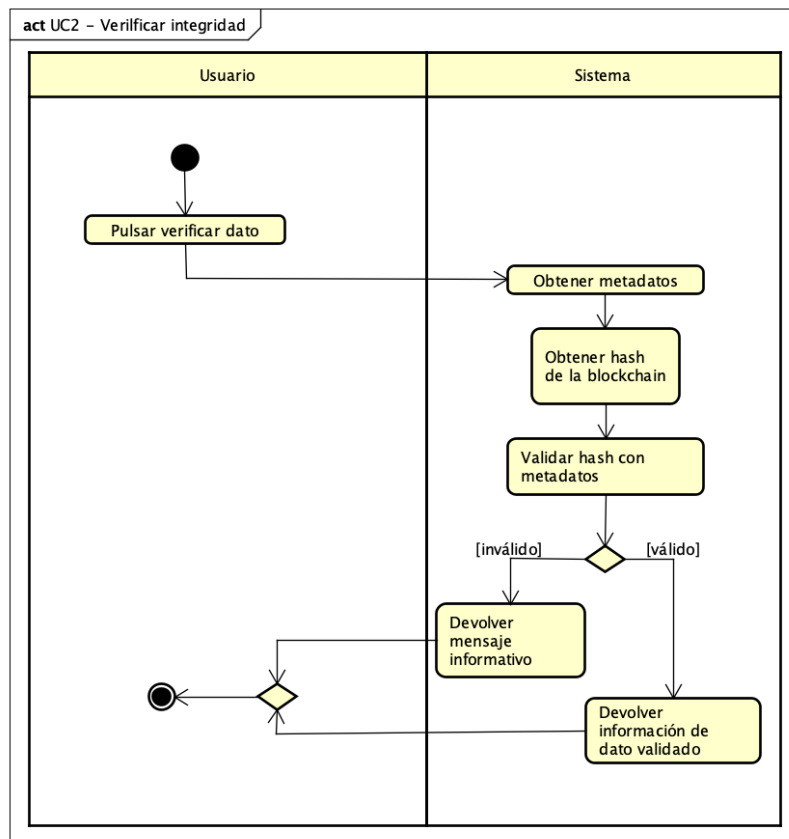 act UC2 – Verilficar integridad
Usuario
Sistema
Pulsar verificar dato
Obtener metadatos
Obtener hash
de la blockchain
Validar hash con
metadatos
[inválido]
[válido]
Devolver
mensaje
informativo
Devolver
información de
dato validado